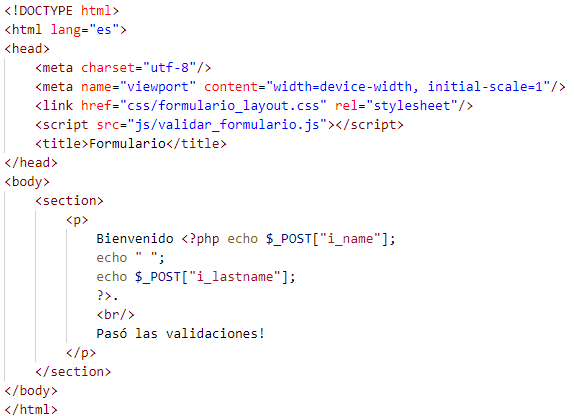 <!DOCTYPE html>
<html lang="es">
<head>
    <meta charset="utf-8"/>
    <meta name="viewport" content="width=device-width, initial-scale=1"/>
    <link href="css/formulario_layout.css" rel="stylesheet"/>
    <script src="js/validar_formulario.js"></script>
    <title>Formulario</title>
</head>
<body>
    <section>
        <p>
            Bienvenido <?php echo $_POST["i_name"];
            echo " ";
            echo $_POST["i_lastname"];
            ?>.
            <br/>
            Pasó las validaciones!
        </p>
    </section>
</body>
</html>